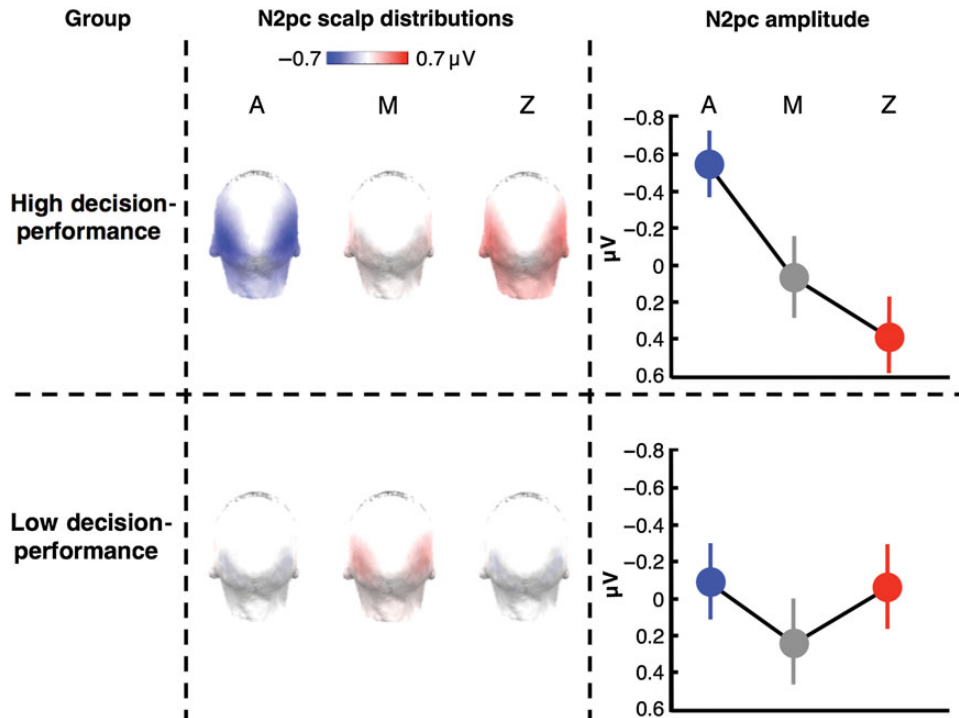 Group
N2pc scalp distributions
N2pc amplitude
−0.7
0.7 µV
A
M
Z
A
M
Z
High decision-
performance
µV
−0.8
−0.6
−0.4
−0.2
0
0.2
0.4
0.6
Low decision-
performance
µV
−0.8
−0.6
−0.4
−0.2
0
0.2
0.4
0.6